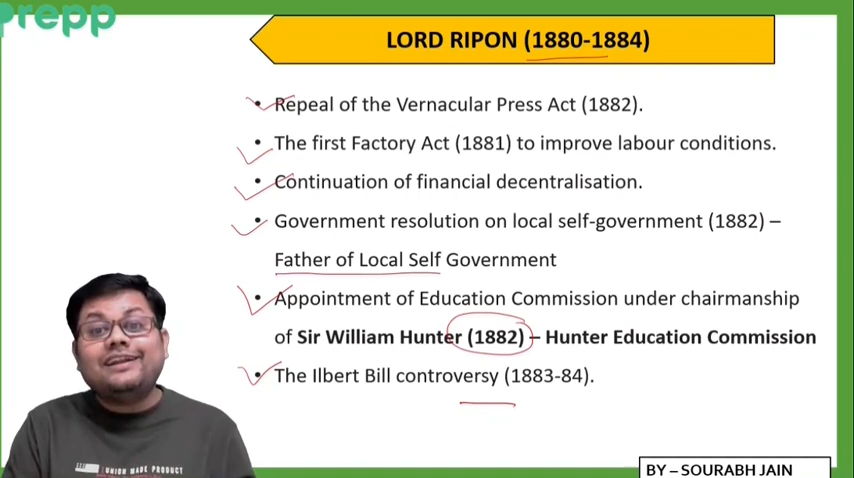 prepp
LORD RIPON (1880-1884)
• Repeal of the Vernacular Press Act (1882).
• The first Factory Act (1881) to improve labour conditions.
• Continuation of financial decentralisation.
• Government resolution on local self-government (1882) –
Father of Local Self Government
• Appointment of Education Commission under chairmanship
of Sir William Hunter (1882) – Hunter Education Commission
• The Ilbert Bill controversy (1883-84).
UNION MADE PRODUCT
BY – SOURABH JAIN